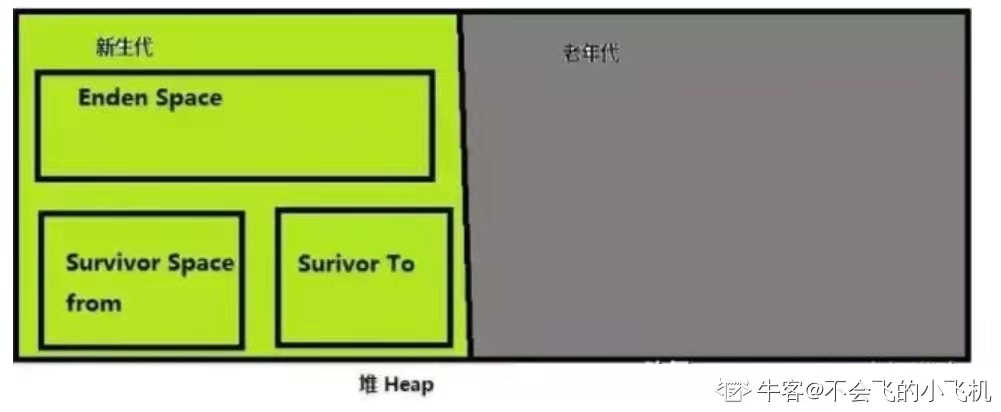 新生代
老年代
Enden Space
Survivor Space
from
Surivor To
堆 Heap
牛客@不会飞的小飞机